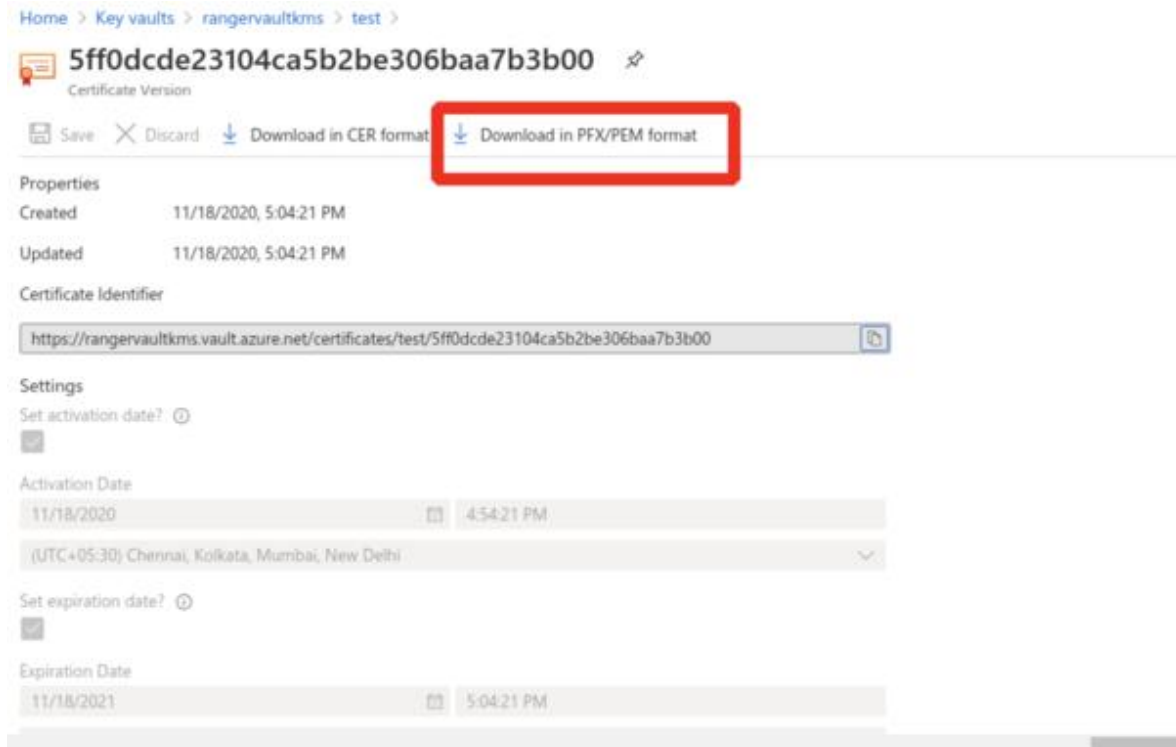 Home > Key vaults > rangervaultkms > test >
5ff0dcde23104ca5b2be306baa7b3b00
Certificate Version
Save Discard Download in CER format Download in PFX/PEM format
Properties
Created 11/18/2020, 5:04:21 PM
Updated 11/18/2020, 5:04:21 PM
Certificate Identifier
https://rangervaultkms.vault.azure.net/certificates/test/5ff0dcde23104ca5b2be306baa7b3b00
Settings
Set activation date?
Activation Date
11/18/2020 4:54:21 PM
(UTC+05:30) Chennai, Kolkata, Mumbai, New Delhi
Set expiration date?
Expiration Date
11/18/2021 5:04:21 PM